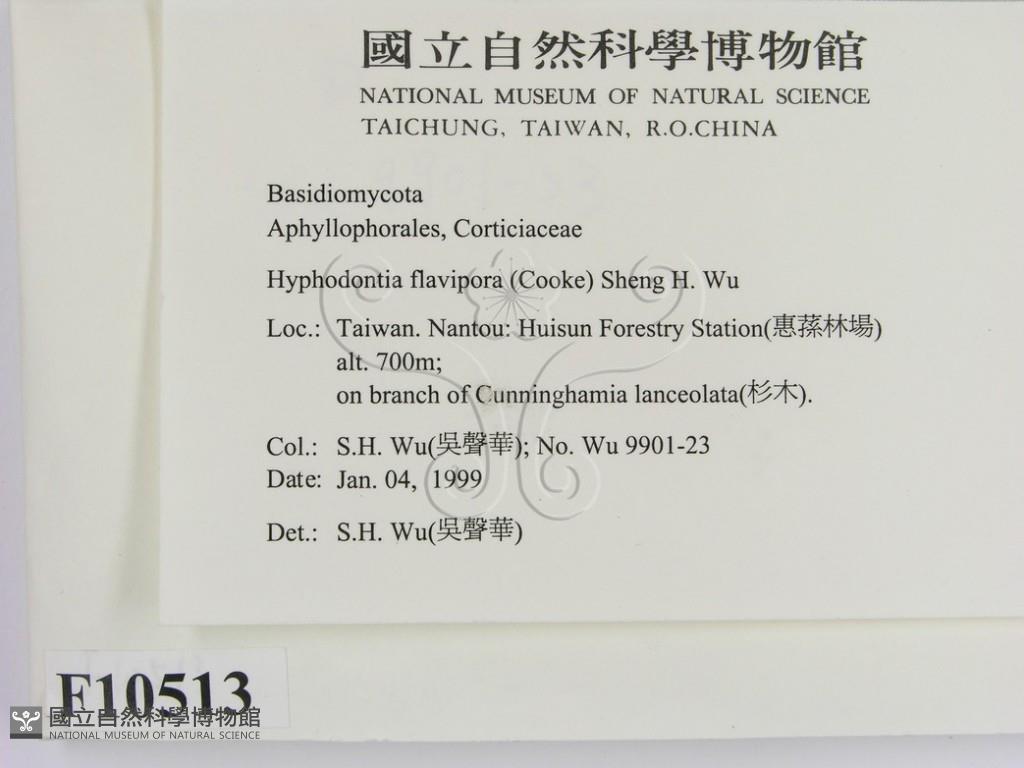 國立自然科學博物館
NATIONAL MUSEUM OF NATURAL SCIENCE
TAICHUNG, TAIWAN, R.O.CHINA
Basidiomycota
Aphyllophorales, Corticiaceae
Hyphodontia flavipora (Cooke) Sheng H. Wu
Loc.: Taiwan. Nantou: Huisun Forestry Station(惠蓀林場)
alt. 700m;
on branch of Cunninghamia lanceolata(杉木).
Col.: S.H. Wu(吳聲華); No. Wu 9901-23
Date: Jan. 04, 1999
Det.: S.H. Wu(吳聲華)
F10513
國立自然科學博物館
NATIONAL MUSEUM OF NATURAL SCIENCE